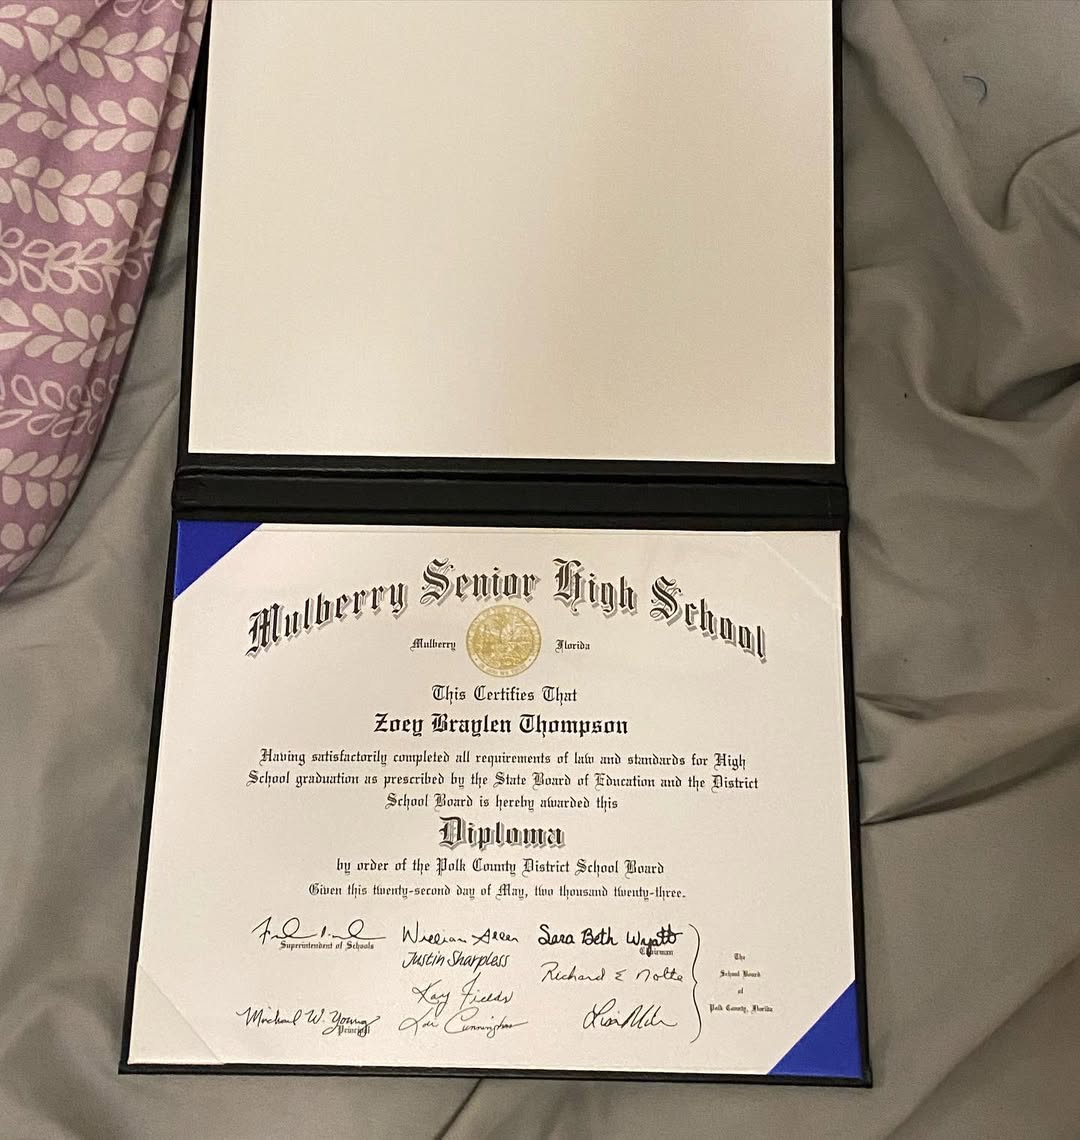 Mulberry Senior High School
Mulberry Florida
This Certifies That
Zoey Braylen Thompson
Having satisfactorily completed all requirements of law and standards for High
School graduation as prescribed by the State Board of Education and the District
School Board is hereby awarded this
Diploma
by order of the Polk County District School Board
Given this twenty-second day of May, two thousand twenty-three.
William Allen Sara Beth Wyatt
Superintendent of Schools Chairman
Justin Sharpless
Richard E Nolte
Kay Fields
Michael W. Young Lori Cunningham Lisa Miller
Principal
The
School Board
of
Polk County, Florida